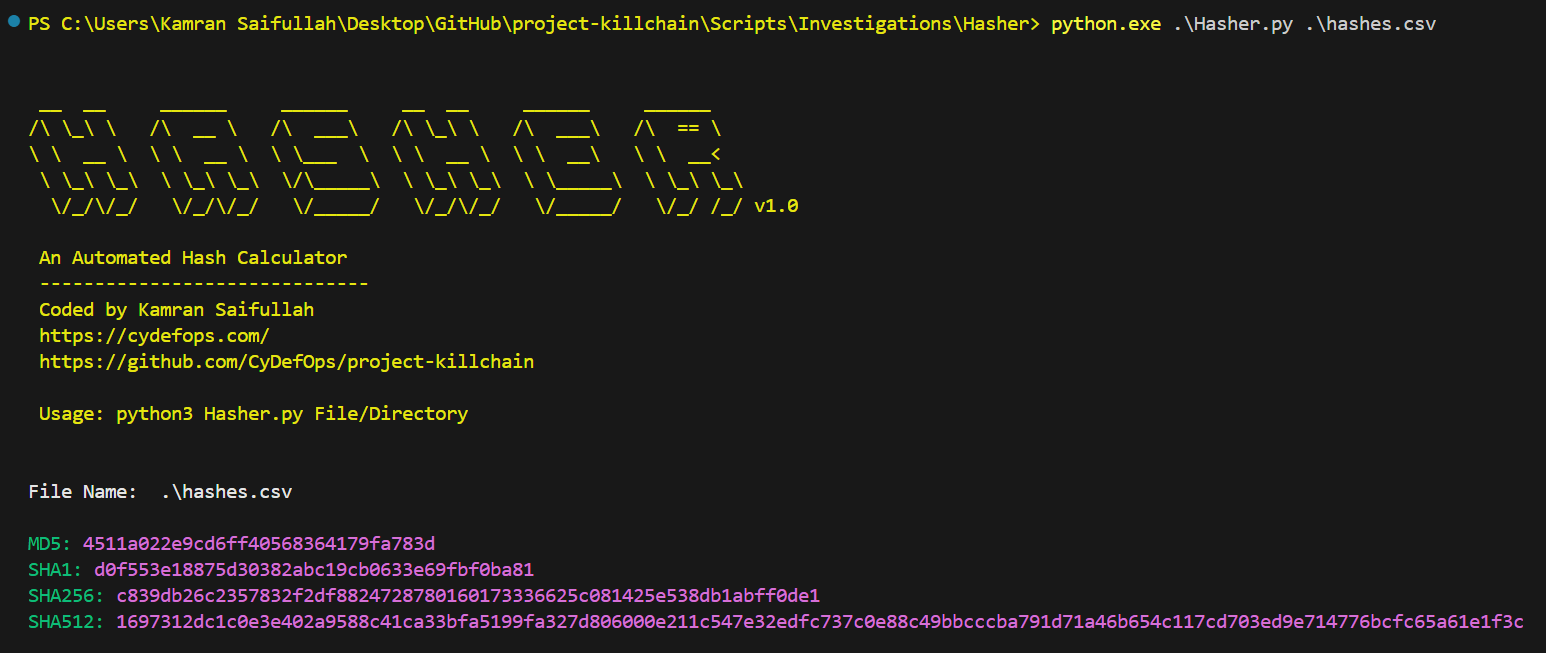 PS C:\Users\Kamran Saifullah\Desktop\GitHub\project-killchain\Scripts\Investigations\Hasher> python.exe .\Hasher.py .\hashes.csv
 __  __     ______     ______     __  __     ______     ______
/\ \_\ \   /\  __ \   /\  ___\   /\ \_\ \   /\  ___\   /\  == \
\ \  __ \  \ \  __ \  \ \___  \  \ \  __ \  \ \  __\   \ \  __<
 \ \_\ \_\  \ \_\ \_\  \/\_____\  \ \_\ \_\  \ \_____\  \ \_\ \_\
  \/_/\/_/   \/_/\/_/   \/_____/   \/_/\/_/   \/_____/   \/_/ /_/ v1.0
An Automated Hash Calculator
------------------------------
Coded by Kamran Saifullah
https://cydefops.com/
https://github.com/CyDefOps/project-killchain
Usage: python3 Hasher.py File/Directory
File Name:  .\hashes.csv
MD5: 4511a022e9cd6ff40568364179fa783d
SHA1: d0f553e18875d30382abc19cb0633e69fbf0ba81
SHA256: c839db26c2357832f2df88247287801601733366​25c081425e538db1abff0de1
SHA512: 1697312dc1c0e3e402a9588c41ca33bfa5199fa327d806000e211c547e32edfc737c0e88c49bbcccba791d71a46b654c117cd703ed9e714776bcfc65a61e1f3c